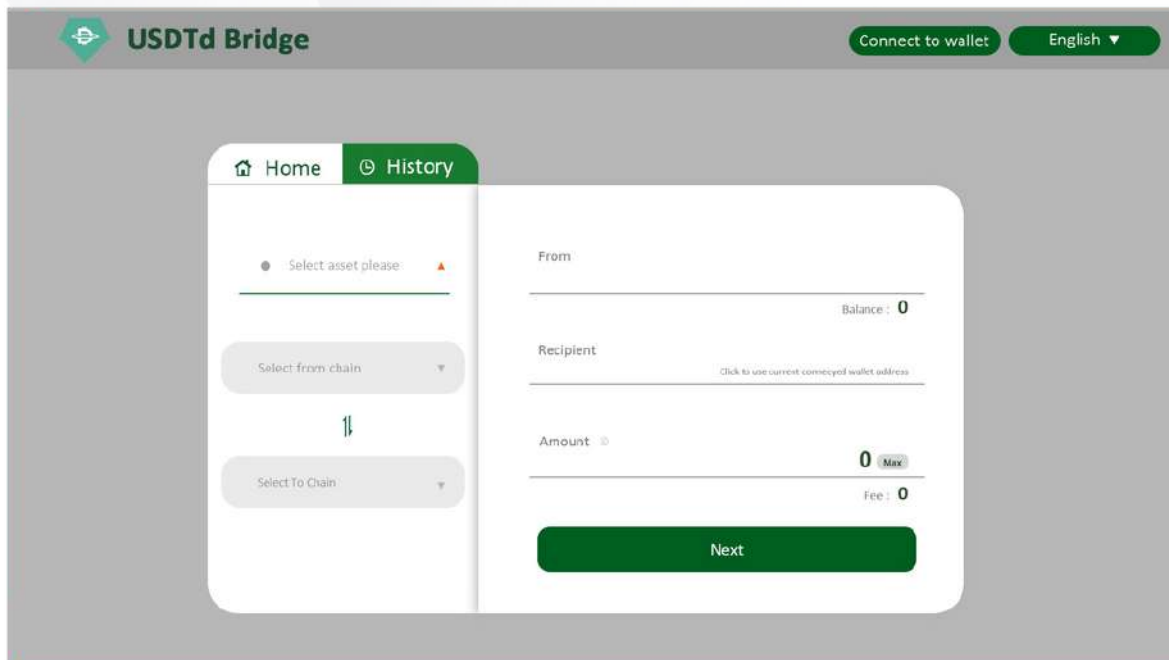 USDTd Bridge
Connect to wallet
English ▼
Home
History
Select asset please
Select from chain
Select To Chain
From
Balance : 0
Recipient
Click to use current connecyed wallet address
Amount
0 Max
Fee : 0
Next